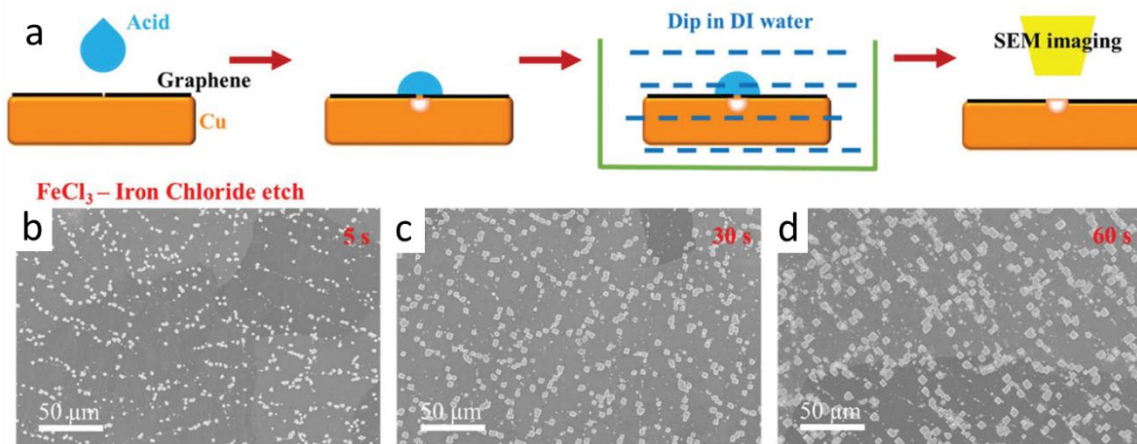 a
Acid
Graphene
Cu
Dip in DI water
SEM imaging
FeCl₃ – Iron Chloride etch
b
5 s
50 μm
c
30 s
50 μm
d
60 s
50 μm